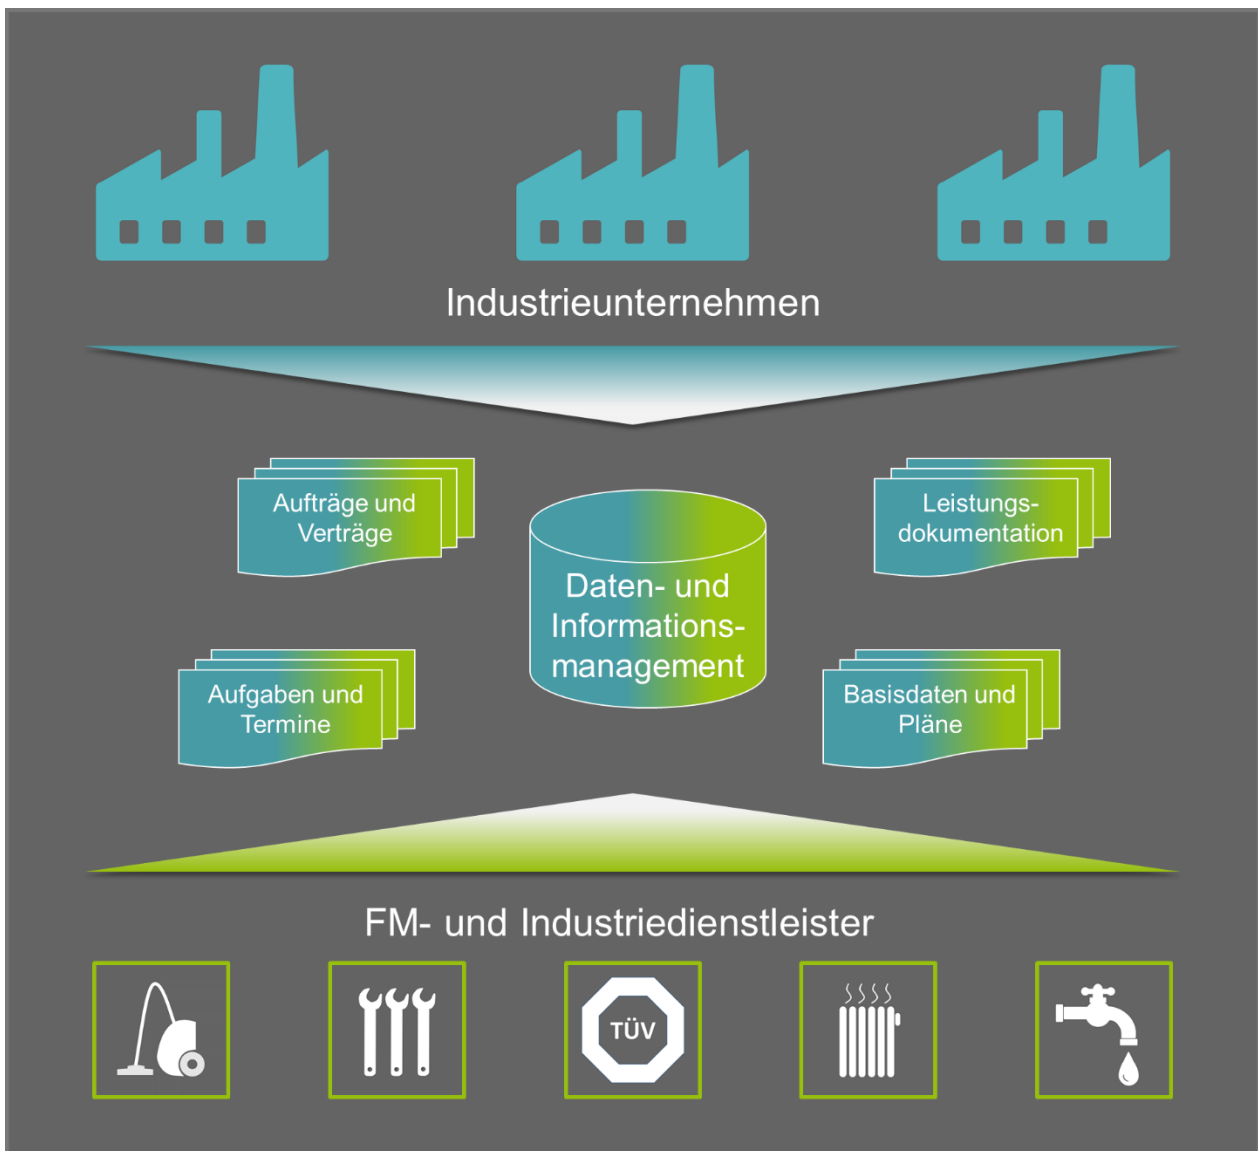 Industrieunternehmen
Aufträge und
Verträge
Leistungs-
dokumentation
Daten- und
Informations-
management
Aufgaben und
Termine
Basisdaten und
Pläne
FM- und Industriedienstleister
TÜV